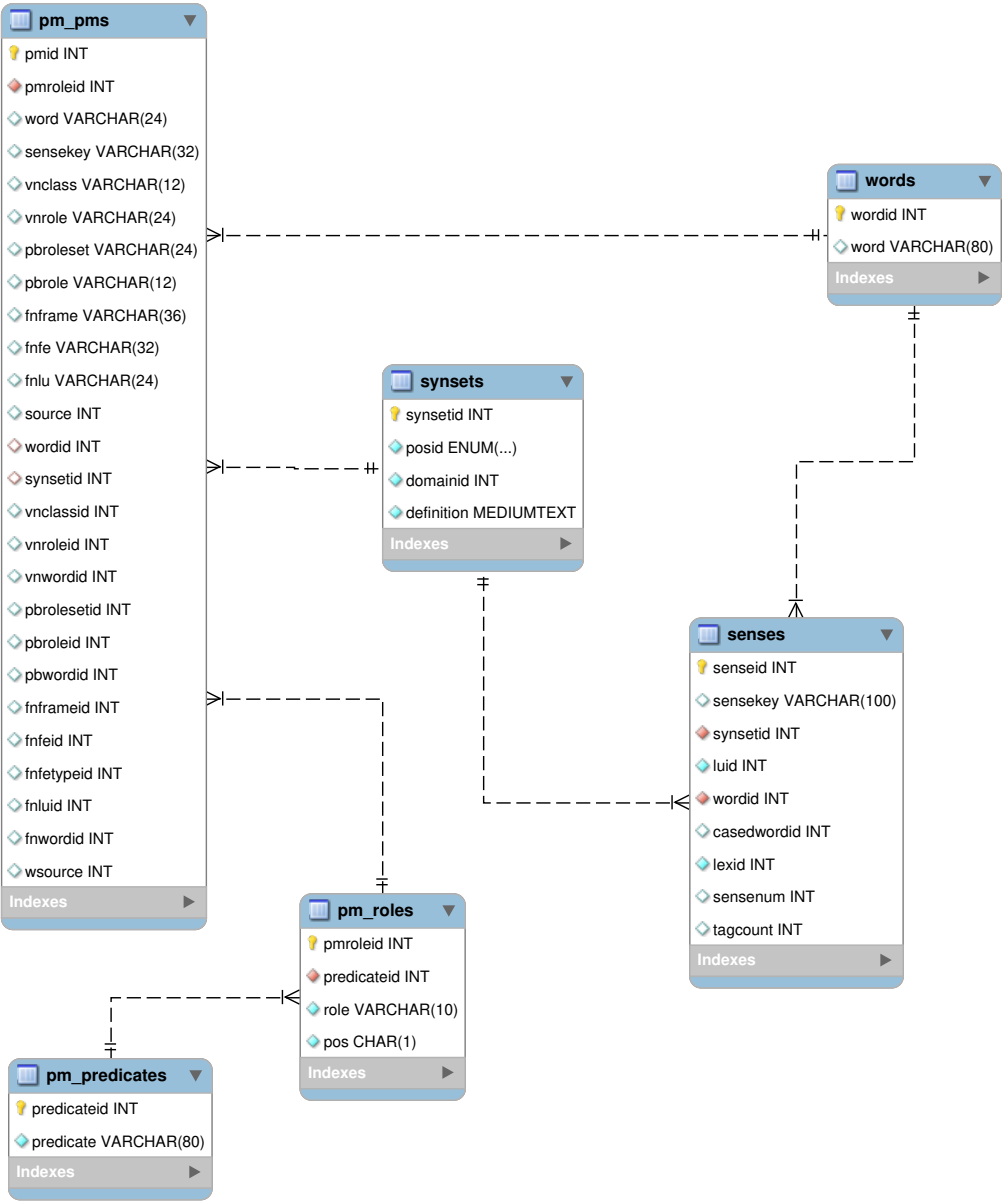 pm_pms
pmid INT
pmroleid INT
word VARCHAR(24)
sensekey VARCHAR(32)
vnclass VARCHAR(12)
vnrole VARCHAR(24)
pbroleset VARCHAR(24)
pbrole VARCHAR(12)
fnframe VARCHAR(36)
fnfe VARCHAR(32)
fnlu VARCHAR(24)
source INT
wordid INT
synsetid INT
vnclassid INT
vnroleid INT
vnwordid INT
pbrolesetid INT
pbroleid INT
pbwordid INT
fnframeid INT
fnfeid INT
fnfetypeid INT
fnluid INT
fnwordid INT
wsource INT
Indexes
words
wordid INT
word VARCHAR(80)
Indexes
synsets
synsetid INT
posid ENUM(...)
domainid INT
definition MEDIUMTEXT
Indexes
senses
senseid INT
sensekey VARCHAR(100)
synsetid INT
luid INT
wordid INT
casedwordid INT
lexid INT
sensenum INT
tagcount INT
Indexes
pm_roles
pmroleid INT
predicateid INT
role VARCHAR(10)
pos CHAR(1)
Indexes
pm_predicates
predicateid INT
predicate VARCHAR(80)
Indexes